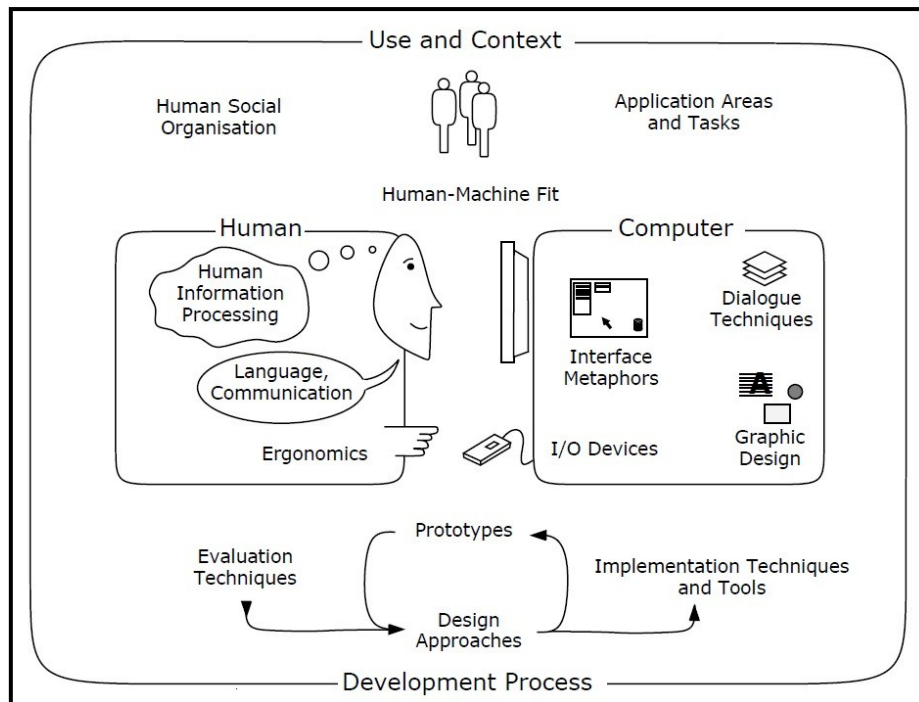 Use and Context
Human Social
Organisation
Application Areas
and Tasks
Human-Machine Fit
Human
Human
Information
Processing
Language,
Communication
Ergonomics
Computer
Interface
Metaphors
Dialogue
Techniques
A
Graphic
Design
I/O Devices
Prototypes
Evaluation
Techniques
Implementation Techniques
and Tools
Design
Approaches
Development Process